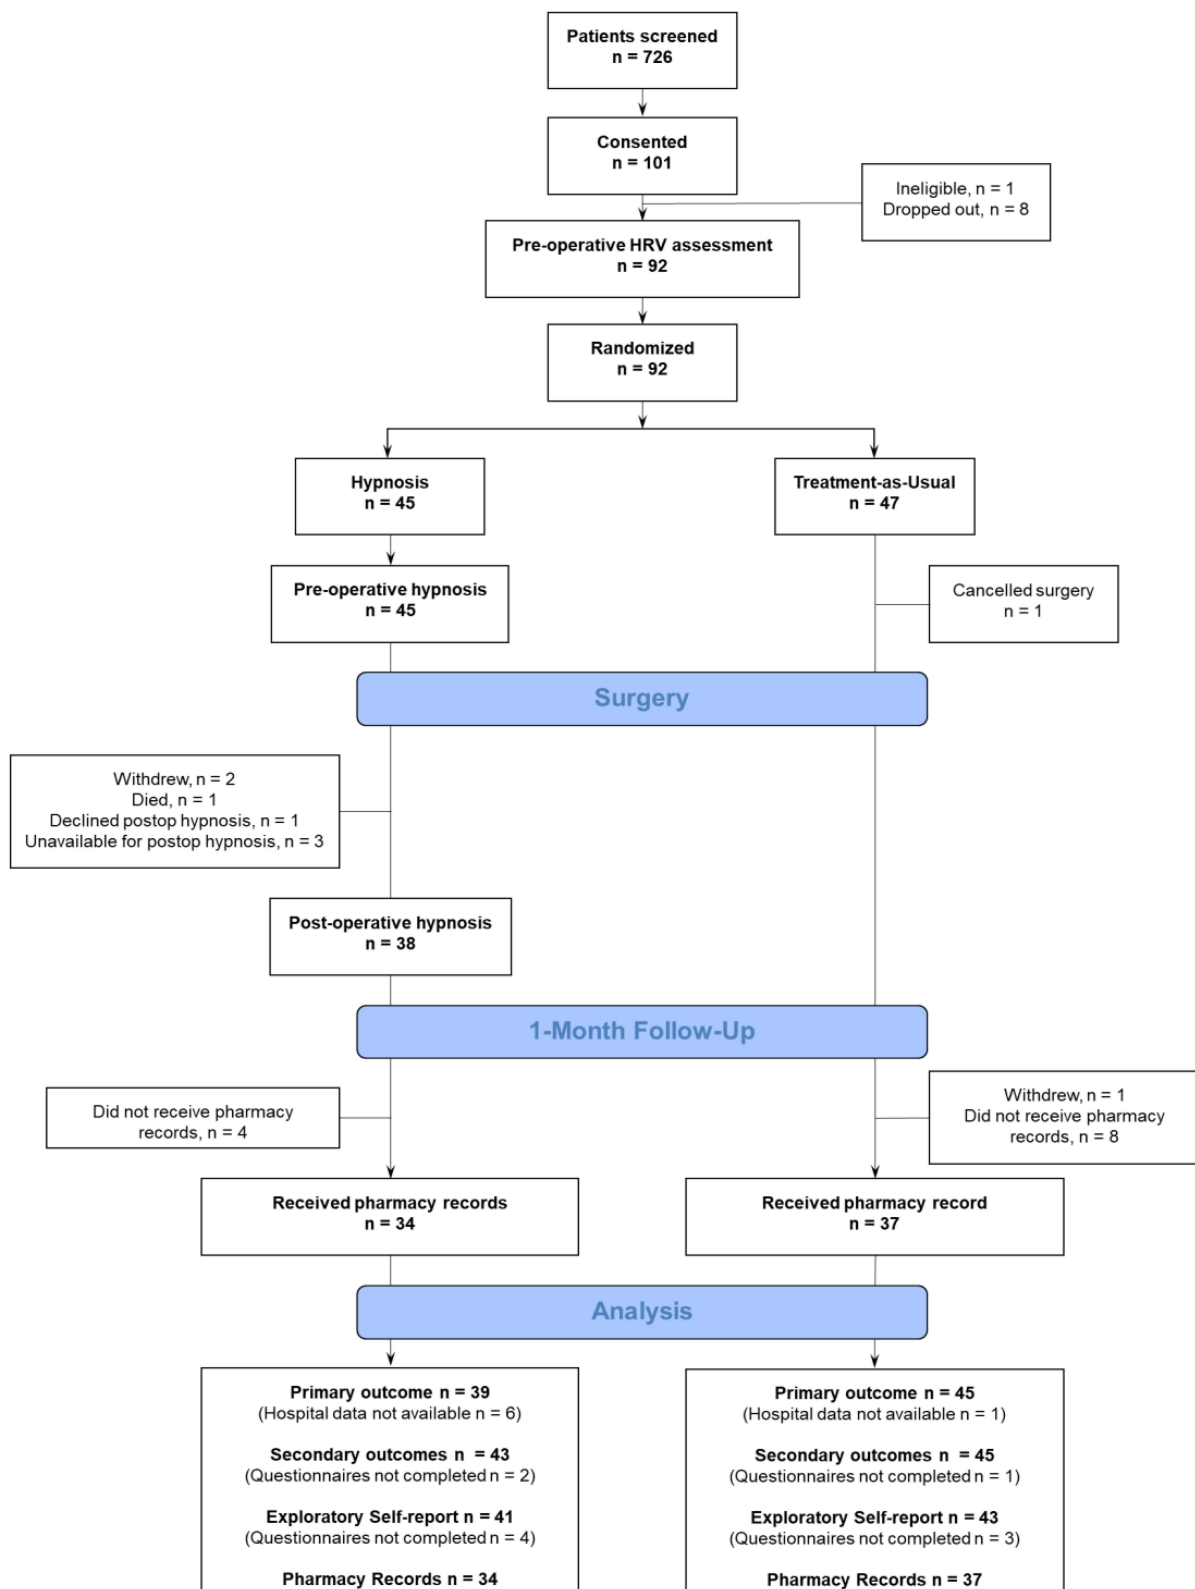 Patients screened
n = 726
Consented
n = 101
Ineligible, n = 1
Dropped out, n = 8
Pre-operative HRV assessment
n = 92
Randomized
n = 92
Hypnosis
n = 45
Treatment-as-Usual
n = 47
Pre-operative hypnosis
n = 45
Cancelled surgery
n = 1
Surgery
Withdrew, n = 2
Died, n = 1
Declined postop hypnosis, n = 1
Unavailable for postop hypnosis, n = 3
Post-operative hypnosis
n = 38
1-Month Follow-Up
Did not receive pharmacy
records, n = 4
Withdrew, n = 1
Did not receive pharmacy
records, n = 8
Received pharmacy records
n = 34
Received pharmacy record
n = 37
Analysis
Primary outcome n = 39
(Hospital data not available n = 6)
Secondary outcomes n = 43
(Questionnaires not completed n = 2)
Exploratory Self-report n = 41
(Questionnaires not completed n = 4)
Pharmacy Records n = 34
Primary outcome n = 45
(Hospital data not available n = 1)
Secondary outcomes n = 45
(Questionnaires not completed n = 1)
Exploratory Self-report n = 43
(Questionnaires not completed n = 3)
Pharmacy Records n = 37